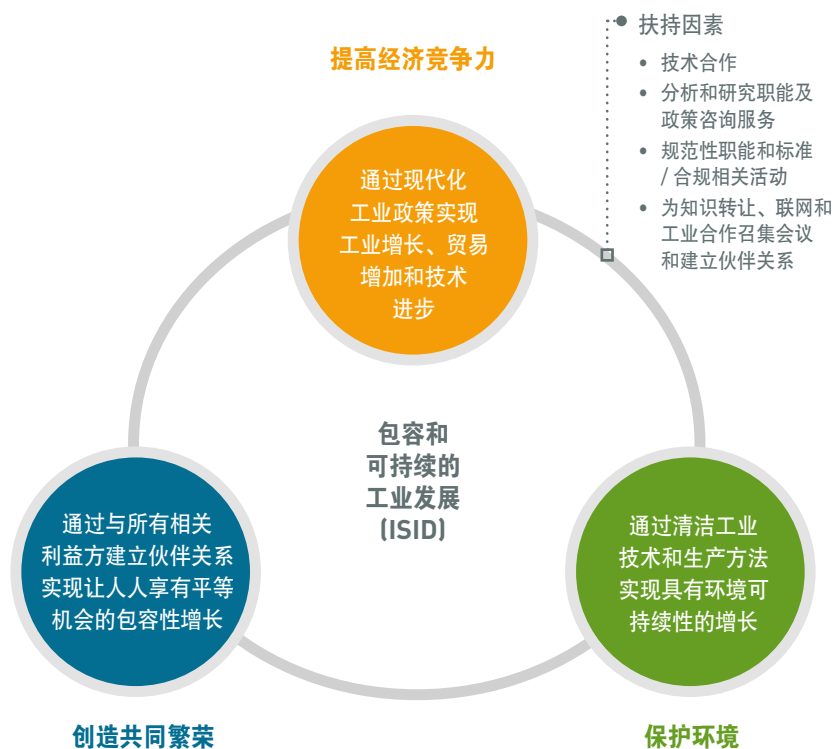 提高经济竞争力
扶持因素
• 技术合作
• 分析和研究职能及
政策咨询服务
• 规范性职能和标准
/ 合规相关活动
• 为知识转让、联网和
工业合作召集会议
和建立伙伴关系
通过现代化
工业政策实现
工业增长、贸易
增加和技术
进步
包容和
可持续的
工业发展
(ISID)
通过与所有相关
利益方建立伙伴关系
实现让人人享有平等
机会的包容性增长
通过清洁工业
技术和生产方法
实现具有环境可
持续性的增长
创造共同繁荣
保护环境